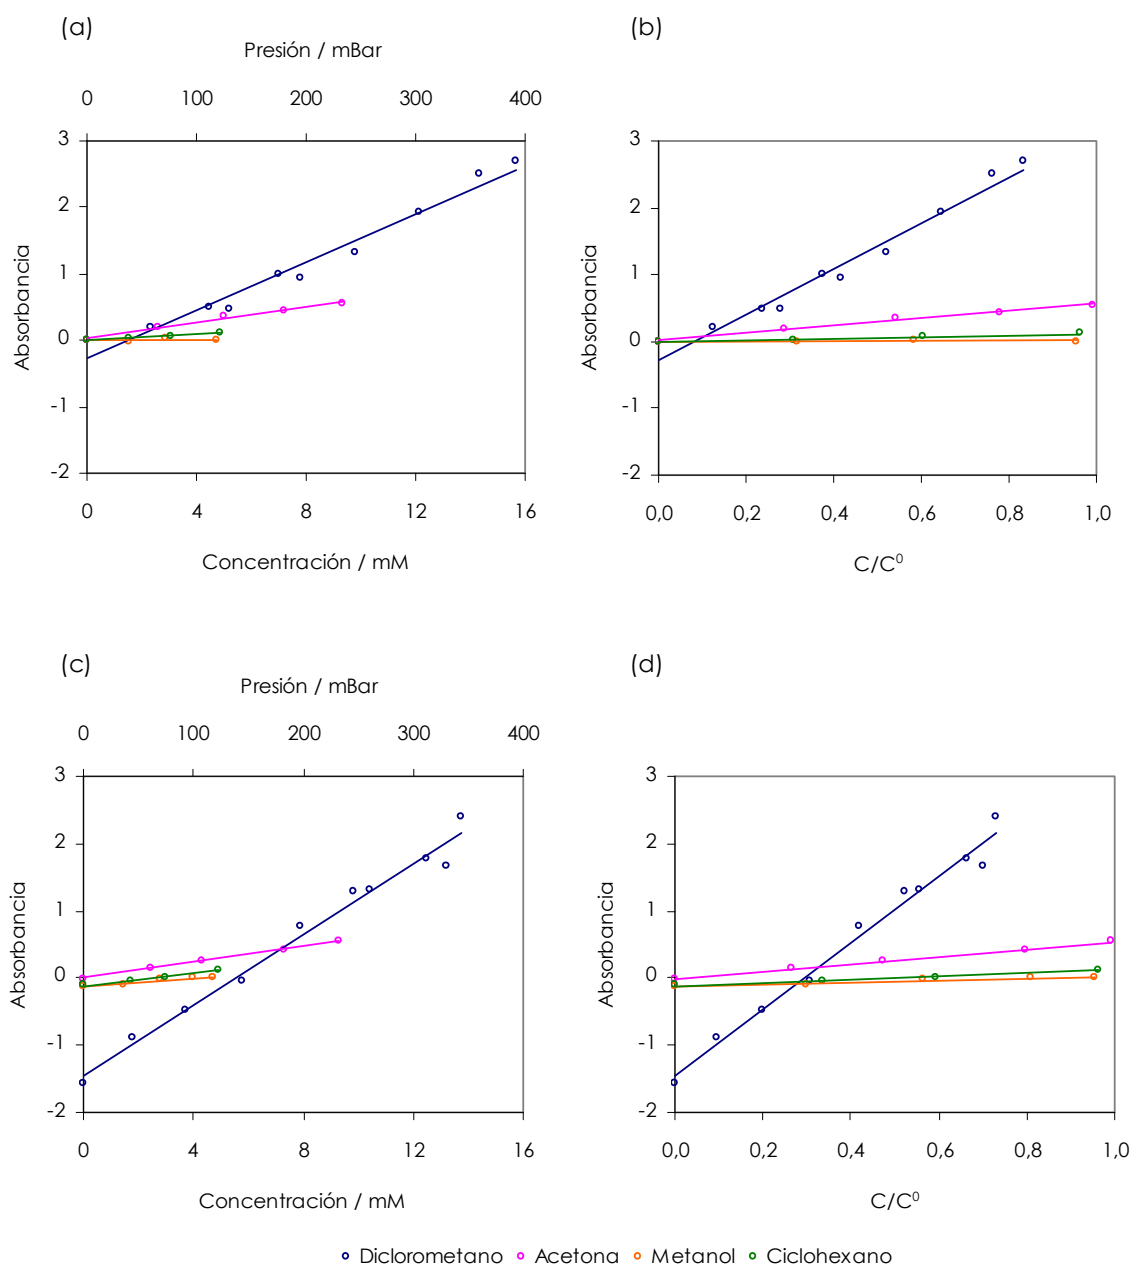 (a)
(b)
Presión / mBar
0 100 200 300 400
3
2
1
0
-1
-2
Absorbancia
0 4 8 12 16
Concentración / mM
3
2
1
0
-1
-2
Absorbancia
0,0 0,2 0,4 0,6 0,8 1,0
C/C⁰
(c)
(d)
Presión / mBar
0 100 200 300 400
3
2
1
0
-1
-2
Absorbancia
0 4 8 12 16
Concentración / mM
3
2
1
0
-1
-2
Absorbancia
0,0 0,2 0,4 0,6 0,8 1,0
C/C⁰
Diclorometano Acetona Metanol Ciclohexano